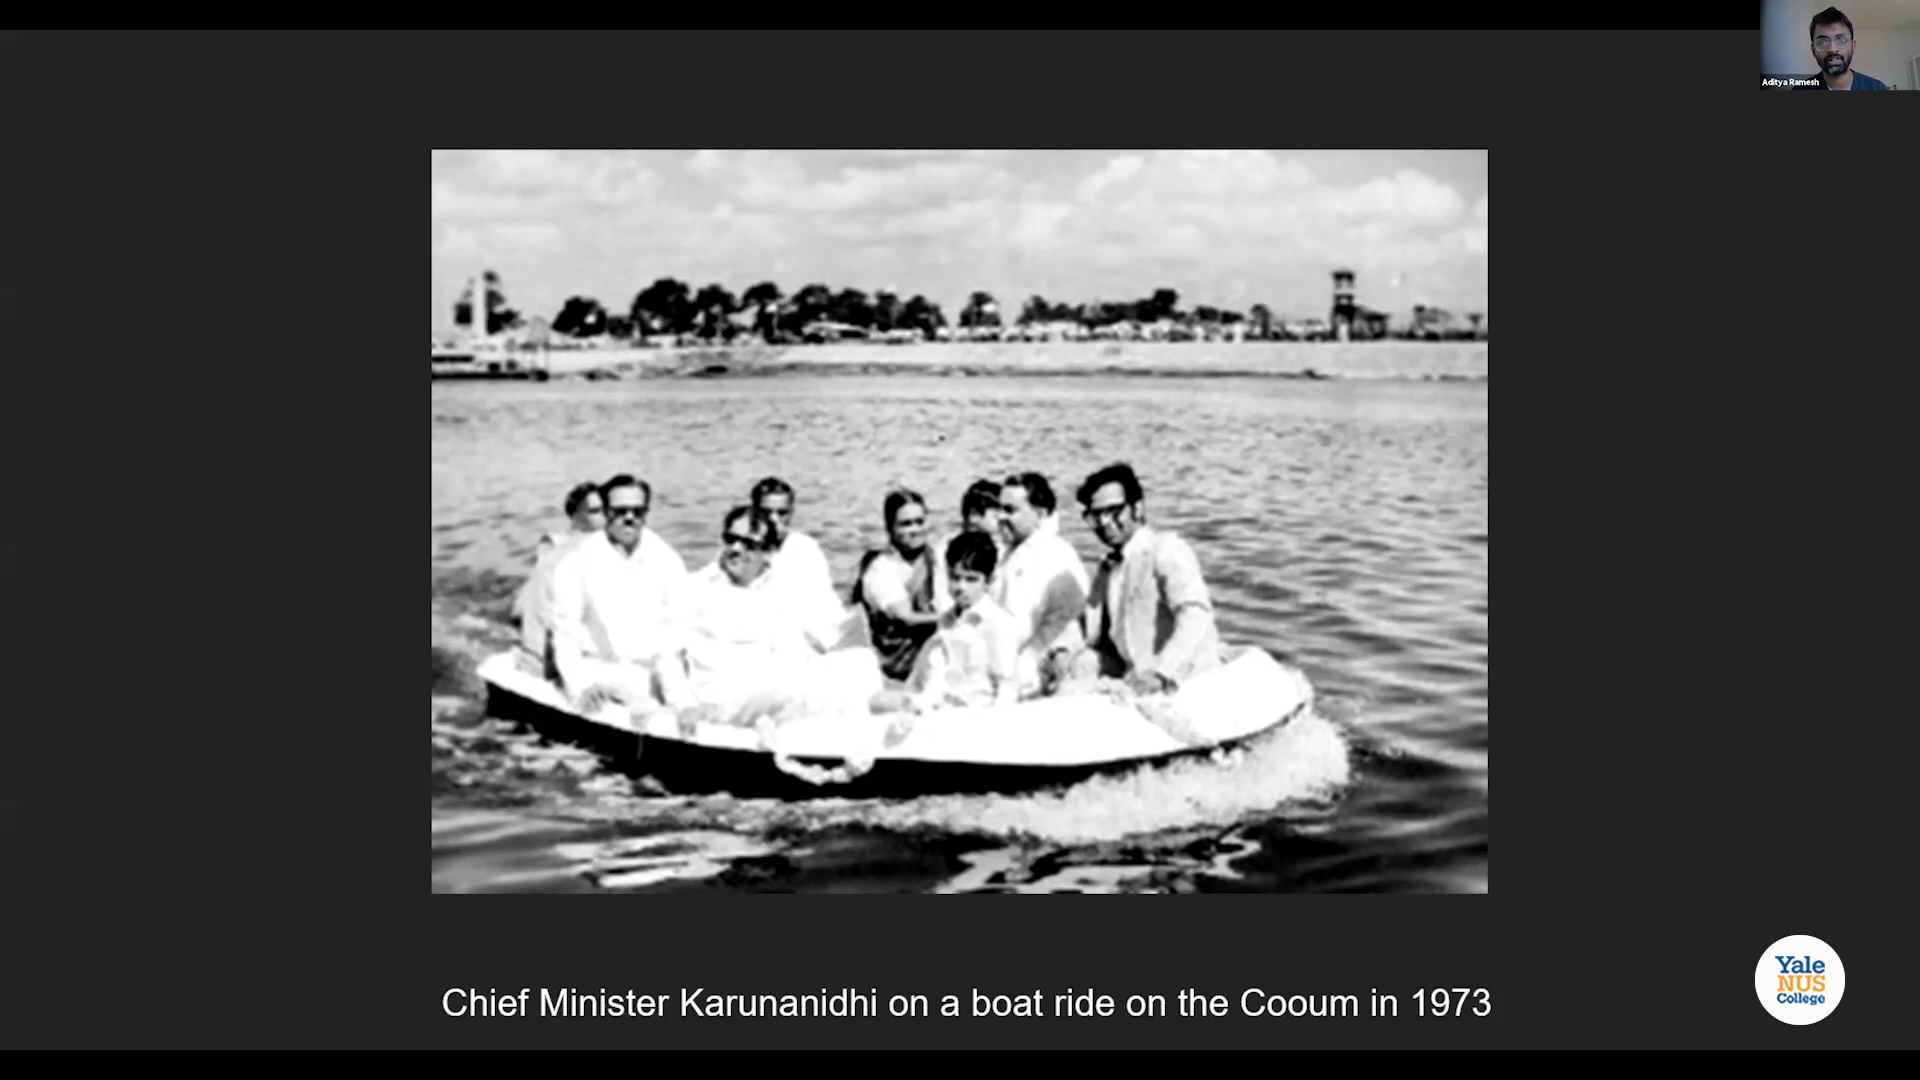 Aditya Ramesh
Yale
NUS
College
Chief Minister Karunanidhi on a boat ride on the Cooum in 1973